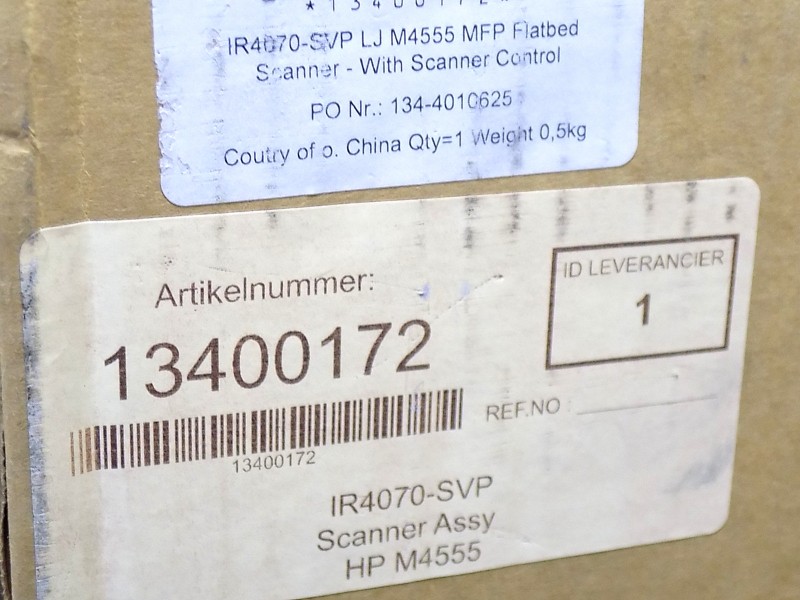 IR4070-SVP LJ M4555 MFP Flatbed
Scanner - With Scanner Control
PO Nr.: 134-4010625
Coutry of o. China Qty=1 Weight 0,5kg
Artikelnummer:
13400172
13400172
ID LEVERANCIER
1
REF.NO :
IR4070-SVP
Scanner Assy
HP M4555